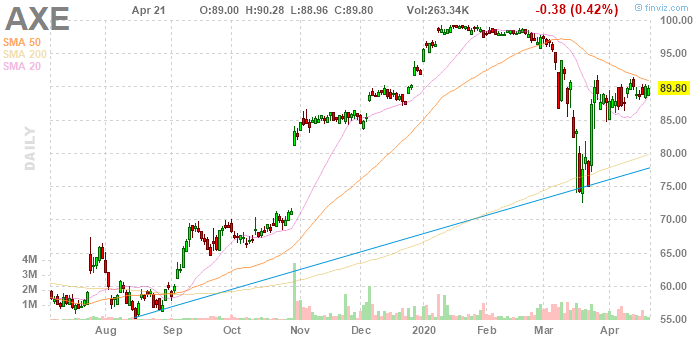 AXE Apr 21 O:89.00 H:90.28 L:88.96 C:89.80 Vol:263.34K -0.38 (0.42%) © finviz.com
SMA 50
SMA 200
SMA 20
DAILY
100.00
95.00
89.80
85.00
80.00
75.00
70.00
65.00
60.00
55.00
4M
3M
2M
1M
Aug Sep Oct Nov Dec 2020 Feb Mar Apr